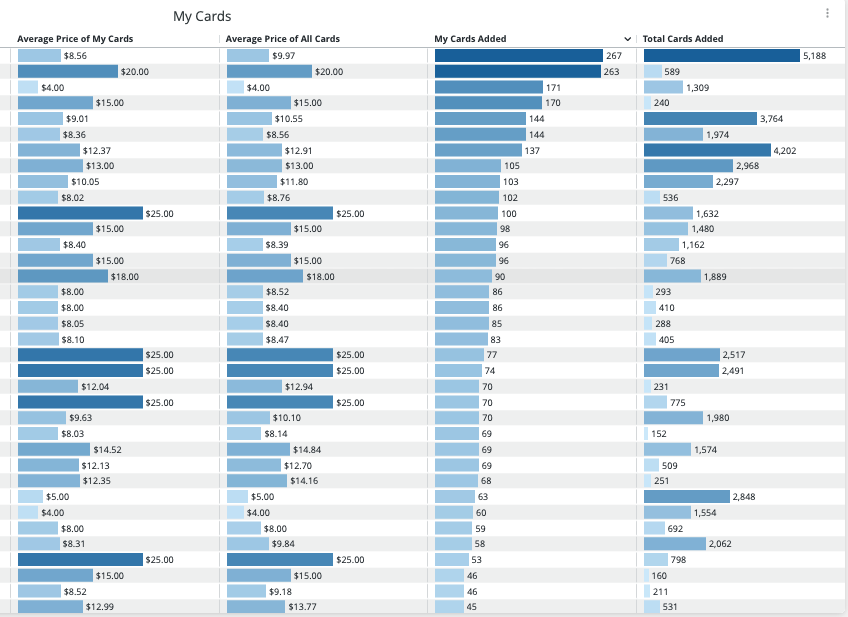 My Cards
Average Price of My Cards Average Price of All Cards My Cards Added Total Cards Added
$8.56 $9.97 267 5,188
$20.00 $20.00 263 589
$4.00 $4.00 171 1,309
$15.00 $15.00 170 240
$9.01 $10.55 144 3,764
$8.36 $8.56 144 1,974
$12.37 $12.91 137 4,202
$13.00 $13.00 105 2,968
$10.05 $11.80 103 2,297
$8.02 $8.76 102 536
$25.00 $25.00 100 1,632
$15.00 $15.00 98 1,480
$8.40 $8.39 96 1,162
$15.00 $15.00 96 768
$18.00 $18.00 90 1,889
$8.00 $8.52 86 293
$8.00 $8.40 86 410
$8.05 $8.40 85 288
$8.10 $8.47 83 405
$25.00 $25.00 77 2,517
$25.00 $25.00 74 2,491
$12.04 $12.94 70 231
$25.00 $25.00 70 775
$9.63 $10.10 70 1,980
$8.03 $8.14 69 152
$14.52 $14.84 69 1,574
$12.13 $12.70 69 509
$12.35 $14.16 68 251
$5.00 $5.00 63 2,848
$4.00 $4.00 60 1,554
$8.00 $8.00 59 692
$8.31 $9.84 58 2,062
$25.00 $25.00 53 798
$15.00 $15.00 46 160
$8.52 $9.18 46 211
$12.99 $13.77 45 531